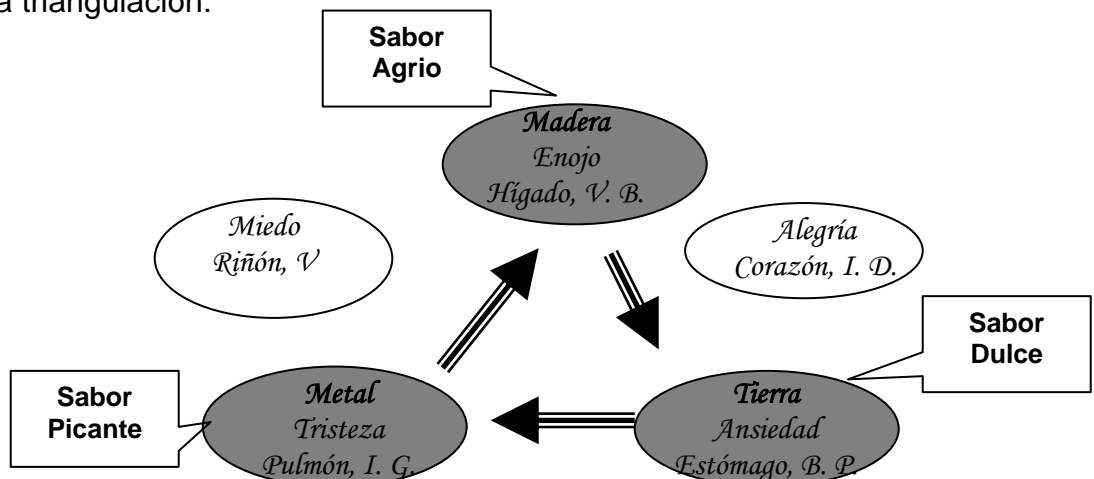 a triangulación.
Sabor
Agrio
Madera
Enojo
Hígado, V. B.
Miedo
Riñón, V
Alegría
Corazón, I. D.
Sabor
Dulce
Sabor
Picante
Metal
Tristeza
Pulmón, I. G.
Tierra
Ansiedad
Estómago, B. P.